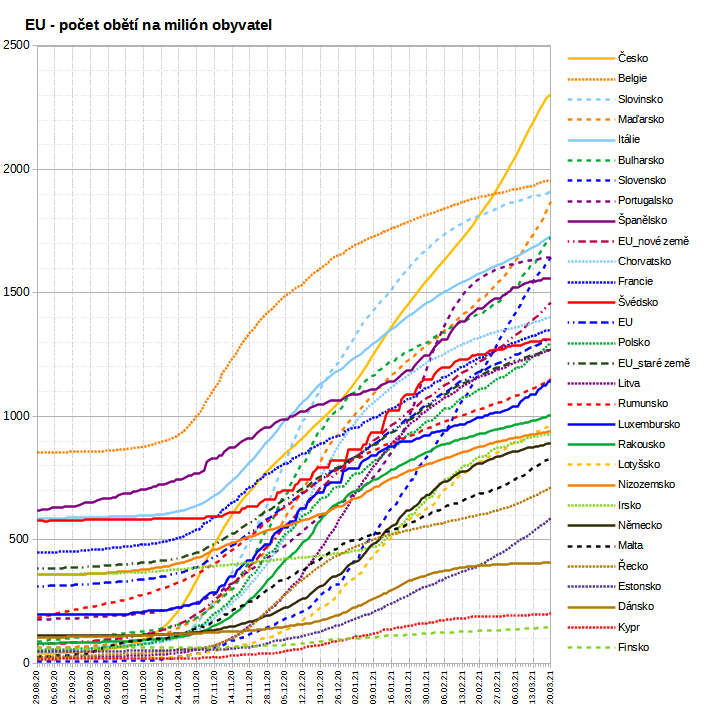 EU - počet obětí na milión obyvatel
2500
2000
1500
1000
500
0
29.08.20
05.09.20
12.09.20
19.09.20
26.09.20
03.10.20
10.10.20
17.10.20
24.10.20
31.10.20
07.11.20
14.11.20
21.11.20
28.11.20
05.12.20
12.12.20
19.12.20
26.12.20
02.01.21
09.01.21
16.01.21
23.01.21
30.01.21
06.02.21
13.02.21
20.02.21
27.02.21
06.03.21
13.03.21
20.03.21
Česko
Belgie
Slovinsko
Maďarsko
Itálie
Bulharsko
Slovensko
Portugalsko
Španělsko
EU_nové země
Chorvatsko
Francie
Švédsko
EU
Polsko
EU_staré země
Litva
Rumunsko
Luxembursko
Rakousko
Lotyšsko
Nizozemsko
Irsko
Německo
Malta
Řecko
Estonsko
Dánsko
Kypr
Finsko